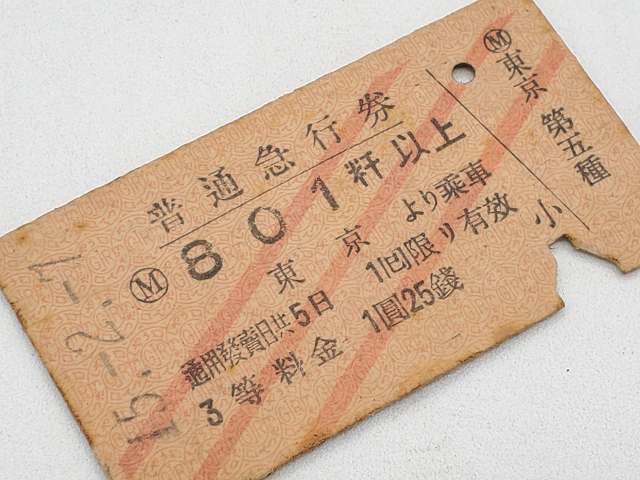 普通急行券
Ⓜ 801粁以上
東京 より乗車
通用發賣日共5日 1回限り有效
3等料金 1圓25錢
15.-2.-7
Ⓜ東京 第五種
小